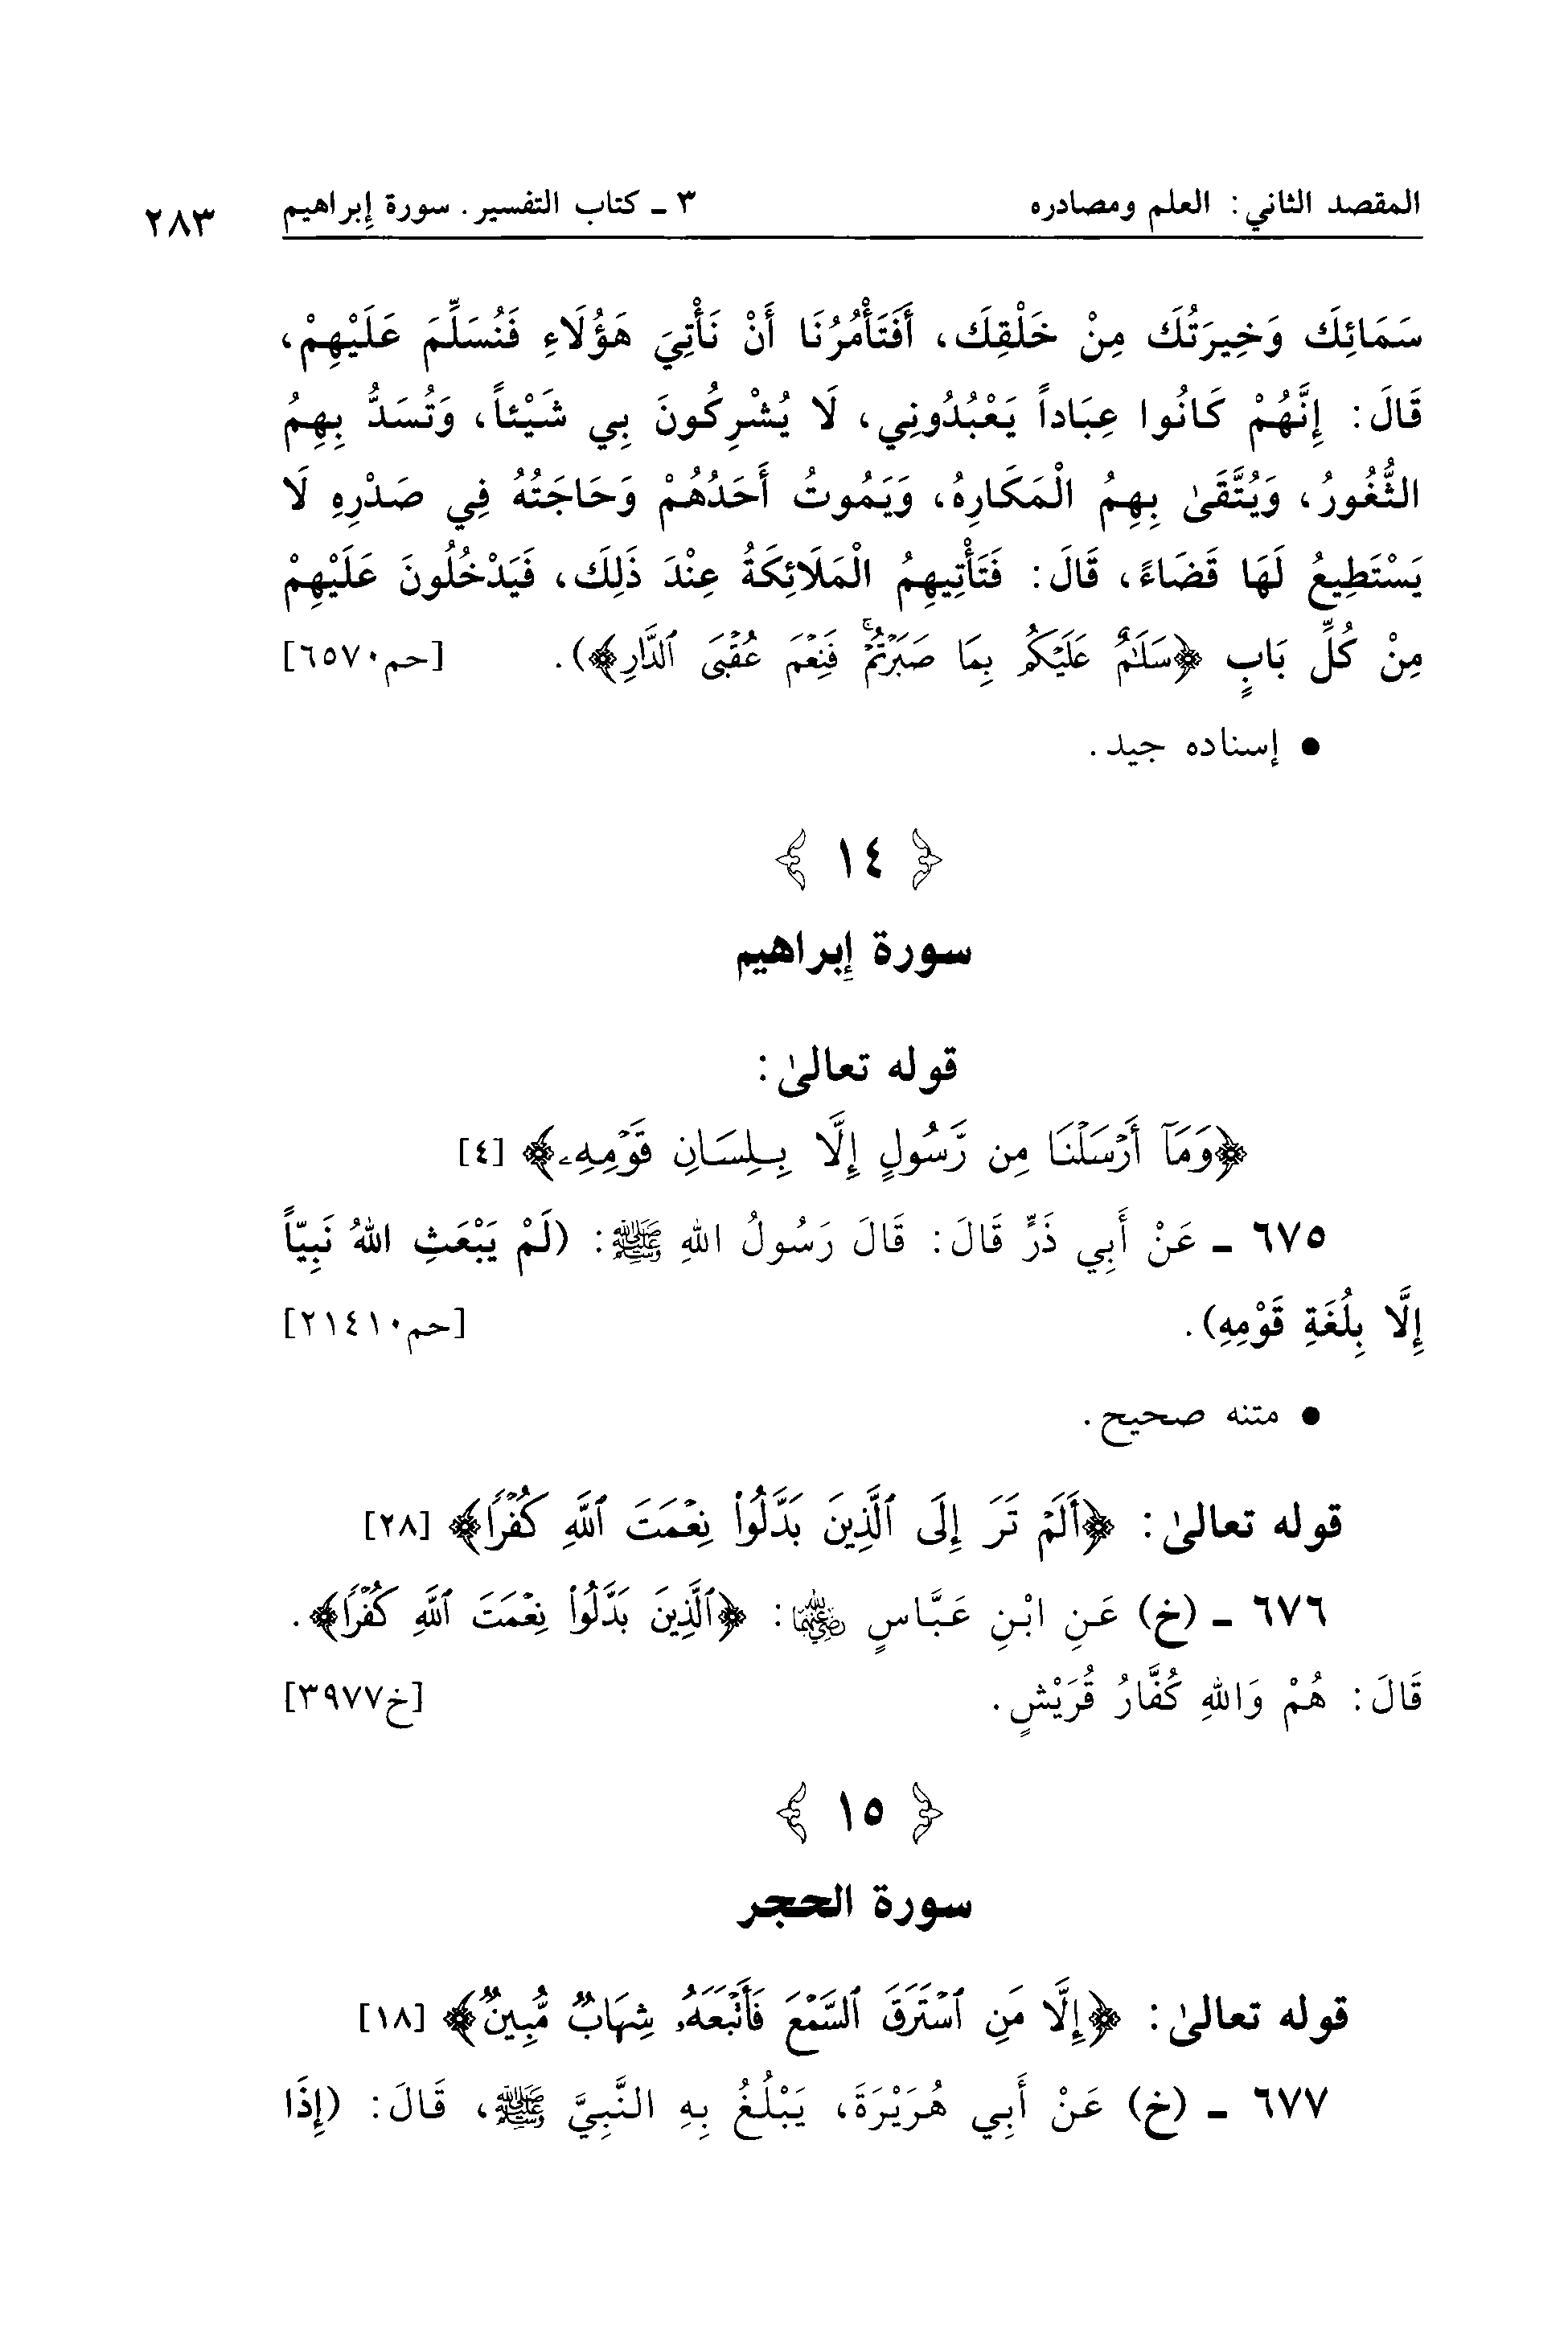 المقصد الثاني: العلم ومصادره ٣ ـ كتاب التفسير. سورة إبراهيم ٢٨٣
سَمَائِكَ وَخِيرَتُكَ مِنْ خَلْقِكَ، أَفَتَأْمُرُنَا أَنْ نَأْتِيَ هَؤُلَاءِ فَنُسَلِّمَ عَلَيْهِمْ،
قَالَ: إِنَّهُمْ كَانُوا عِبَاداً يَعْبُدُونِي، لَا يُشْرِكُونَ بِي شَيْئاً، وَتُسَدُّ بِهِمُ
الثُّغُورُ، وَيُتَّقَىٰ بِهِمُ الْمَكَارِهُ، وَيَمُوتُ أَحَدُهُمْ وَحَاجَتُهُ فِي صَدْرِهِ لَا
يَسْتَطِيعُ لَهَا قَضَاءً، قَالَ: فَتَأْتِيهِمُ الْمَلَائِكَةُ عِنْدَ ذَلِكَ، فَيَدْخُلُونَ عَلَيْهِمْ
مِنْ كُلِّ بَابٍ ﴿سَلَـٰمٌ عَلَيْكُم بِمَا صَبَرْتُمْۚ فَنِعْمَ عُقْبَى ٱلدَّارِ﴾). [حم٦٥٧٠]
● إسناده جيد.
﴿ ١٤ ﴾
سورة إبراهيم
قوله تعالىٰ:
﴿وَمَآ أَرْسَلْنَا مِن رَّسُولٍ إِلَّا بِلِسَانِ قَوْمِهِۦ﴾ [٤]
٦٧٥ ـ عَنْ أَبِي ذَرٍّ قَالَ: قَالَ رَسُولُ اللهِ ﷺ: (لَمْ يَبْعَثِ اللهُ نَبِيّاً
إِلَّا بِلُغَةِ قَوْمِهِ). [حم٢١٤١٠]
● متنه صحيح.
قوله تعالىٰ: ﴿أَلَمْ تَرَ إِلَى ٱلَّذِينَ بَدَّلُواْ نِعْمَتَ ٱللَّهِ كُفْرًا﴾ [٢٨]
٦٧٦ ـ (خ) عَنِ ابْنِ عَبَّاسٍ رضي الله عنهما: ﴿ٱلَّذِينَ بَدَّلُواْ نِعْمَتَ ٱللَّهِ كُفْرًا﴾.
قَالَ: هُمْ وَاللهِ كُفَّارُ قُرَيْشٍ. [خ٣٩٧٧]
﴿ ١٥ ﴾
سورة الحجر
قوله تعالىٰ: ﴿إِلَّا مَنِ ٱسْتَرَقَ ٱلسَّمْعَ فَأَتْبَعَهُۥ شِهَابٌ مُّبِينٌ﴾ [١٨]
٦٧٧ ـ (خ) عَنْ أَبِي هُرَيْرَةَ، يَبْلُغُ بِهِ النَّبِيَّ ﷺ، قَالَ: (إِذَا